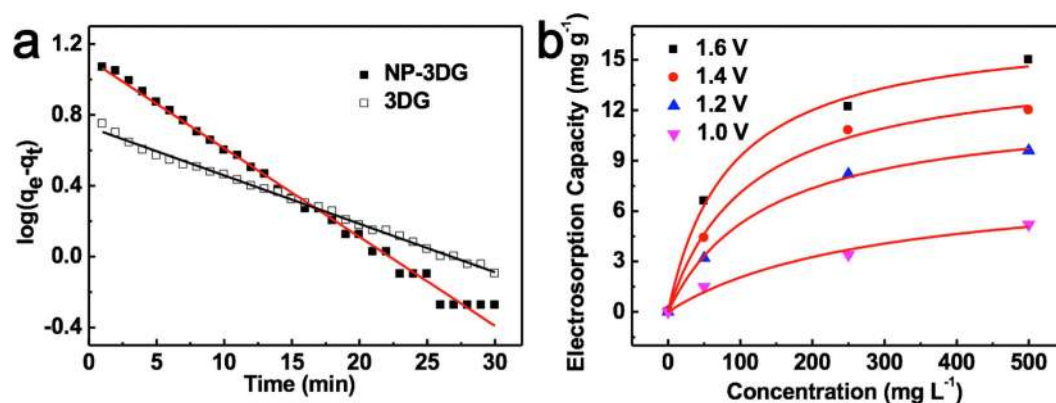 a
1.2
0.8
0.4
0.0
-0.4
log(qe-qt)
NP-3DG
3DG
0 5 10 15 20 25 30
Time (min)
b
15
12
9
6
3
0
Electrosorption Capacity (mg g-1)
1.6 V
1.4 V
1.2 V
1.0 V
0 100 200 300 400 500
Concentration (mg L-1)